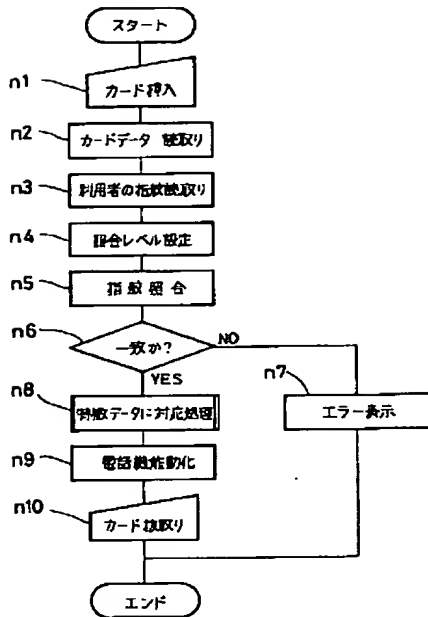 スタート
n1
カード挿入
n2
カードデータ読取り
n3
利用者の指紋読取り
n4
照合レベル設定
n5
指紋照合
n6
一致か?
NO
YES
n7
エラー表示
n8
特徴データに対応処理
n9
電話機能動化
n10
カード抜取り
エンド